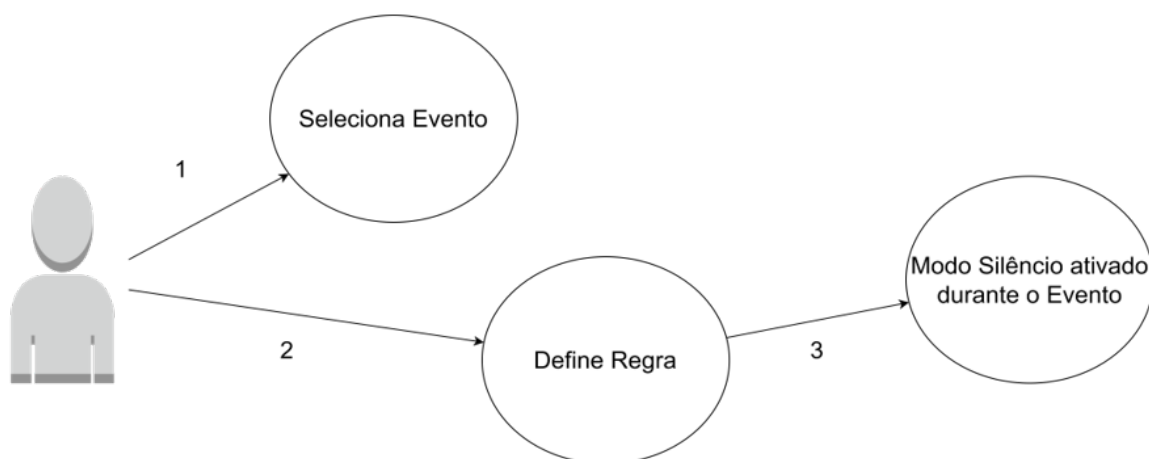 Seleciona Evento
1
Modo Silêncio ativado
durante o Evento
2
Define Regra
3